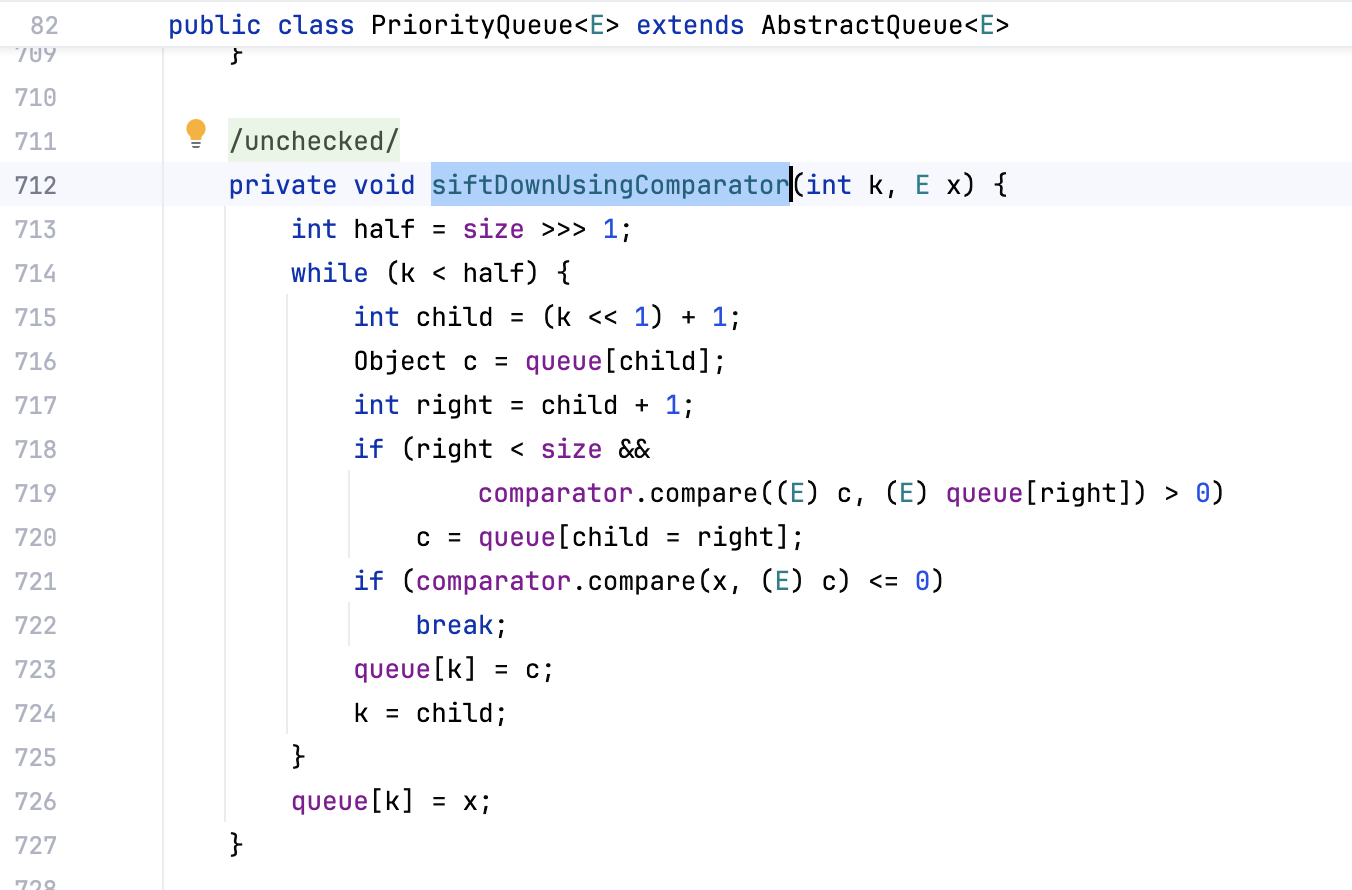 82 public class PriorityQueue<E> extends AbstractQueue<E>
709 }
710
711 /unchecked/
712 private void siftDownUsingComparator(int k, E x) {
713 int half = size >>> 1;
714 while (k < half) {
715 int child = (k << 1) + 1;
716 Object c = queue[child];
717 int right = child + 1;
718 if (right < size &&
719 comparator.compare((E) c, (E) queue[right]) > 0)
720 c = queue[child = right];
721 if (comparator.compare(x, (E) c) <= 0)
722 break;
723 queue[k] = c;
724 k = child;
725 }
726 queue[k] = x;
727 }
728